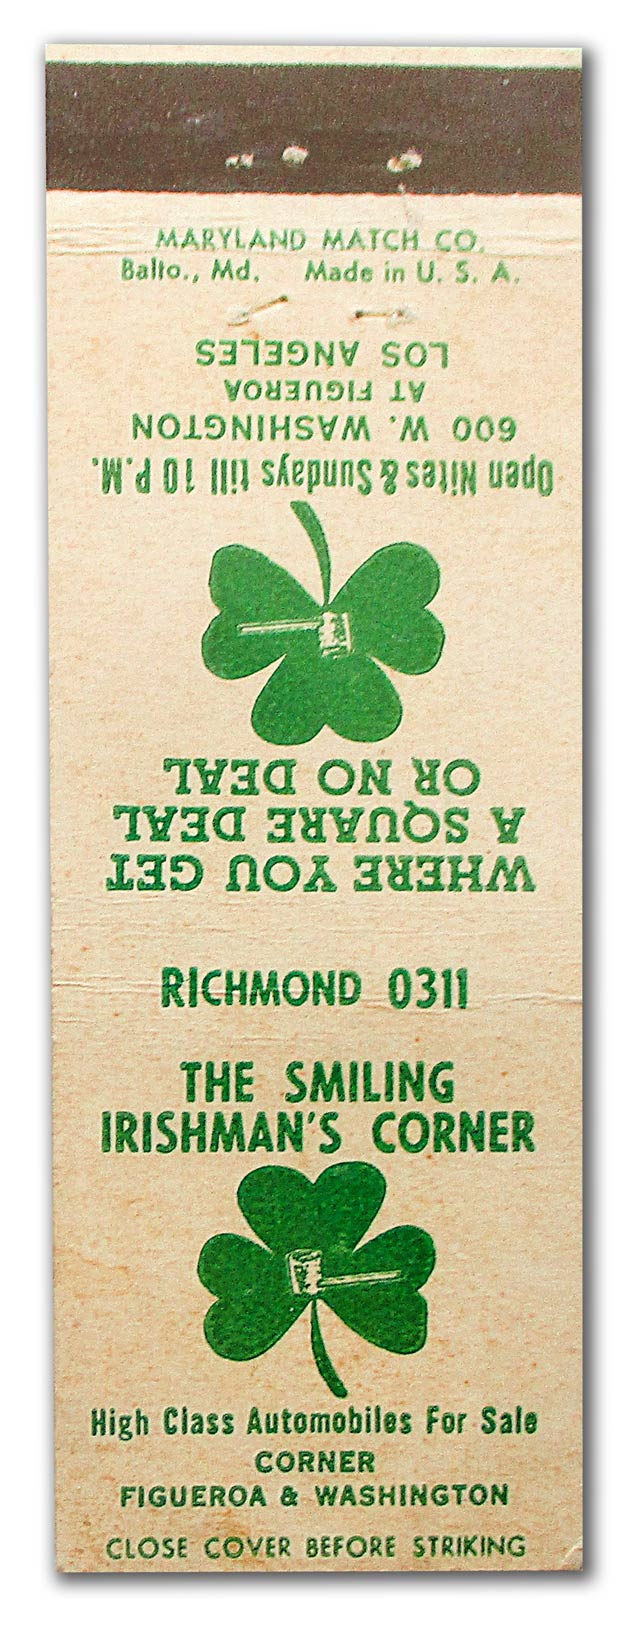 MARYLAND MATCH CO.
Balto., Md. Made in U. S. A.
WHERE YOU GET
A SQUARE DEAL
OR NO DEAL
Open Nites & Sundays till 10 P.M.
600 W. WASHINGTON
AT FIGUEROA
LOS ANGELES
RICHMOND 0311
THE SMILING
IRISHMAN'S CORNER
High Class Automobiles For Sale
CORNER
FIGUEROA & WASHINGTON
CLOSE COVER BEFORE STRIKING